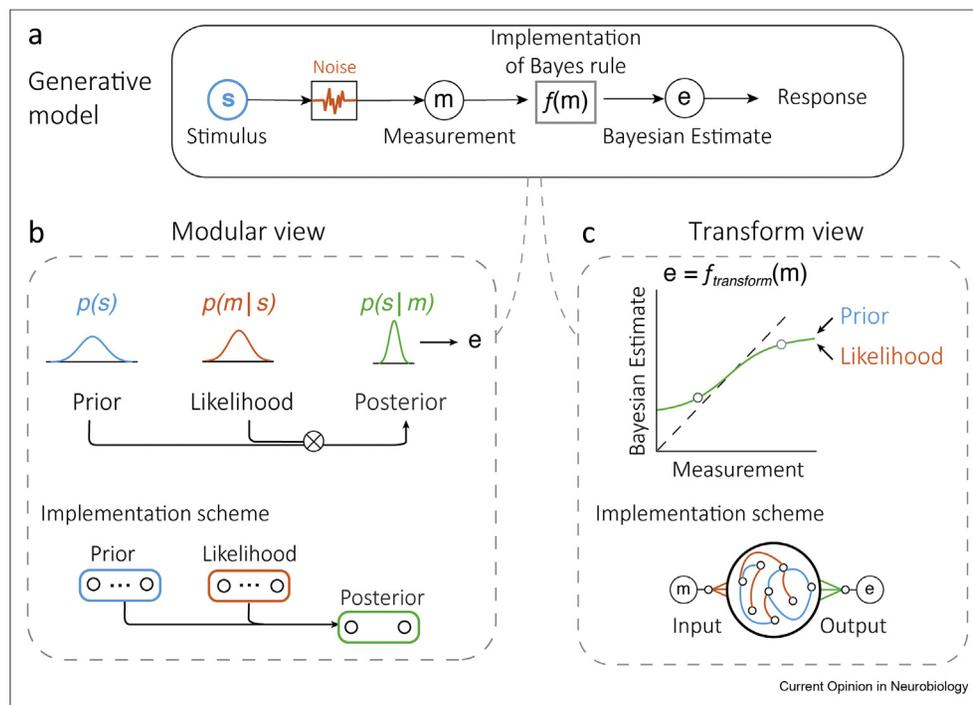 a
Generative
model
s
Stimulus
Noise
m
Measurement
Implementation
of Bayes rule
f(m)
e
Bayesian Estimate
Response
b
Modular view
p(s)
p(m|s)
p(s|m)
e
Prior
Likelihood
Posterior
Implementation scheme
Prior
Likelihood
Posterior
c
Transform view
e = ftransform(m)
Bayesian Estimate
Prior
Likelihood
Measurement
Implementation scheme
m
e
Input
Output
Current Opinion in Neurobiology